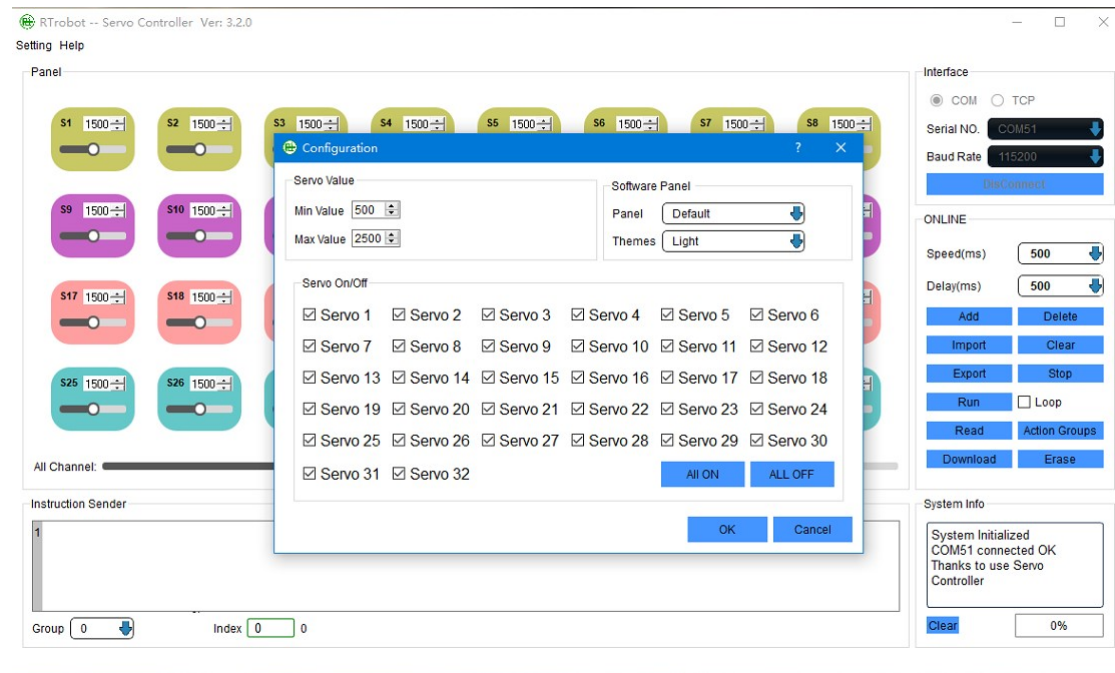 RTrobot -- Servo Controller Ver: 3.2.0
Setting Help
Panel
S1 1500
S2 1500
S3 1500
S4 1500
S5 1500
S6 1500
S7 1500
S8 1500
S9 1500
S10 1500
S17 1500
S18 1500
S25 1500
S26 1500
All Channel:
Configuration
? ×
Servo Value
Min Value 500
Max Value 2500
Software Panel
Panel Default
Themes Light
Servo On/Off
Servo 1 Servo 2 Servo 3 Servo 4 Servo 5 Servo 6
Servo 7 Servo 8 Servo 9 Servo 10 Servo 11 Servo 12
Servo 13 Servo 14 Servo 15 Servo 16 Servo 17 Servo 18
Servo 19 Servo 20 Servo 21 Servo 22 Servo 23 Servo 24
Servo 25 Servo 26 Servo 27 Servo 28 Servo 29 Servo 30
Servo 31 Servo 32
All ON ALL OFF
OK Cancel
Interface
COM TCP
Serial NO. COM51
Baud Rate 115200
DisConnect
ONLINE
Speed(ms) 500
Delay(ms) 500
Add Delete
Import Clear
Export Stop
Run Loop
Read Action Groups
Download Erase
Instruction Sender
1
Group 0 Index 0 0
System Info
System Initialized
COM51 connected OK
Thanks to use Servo
Controller
Clear 0%